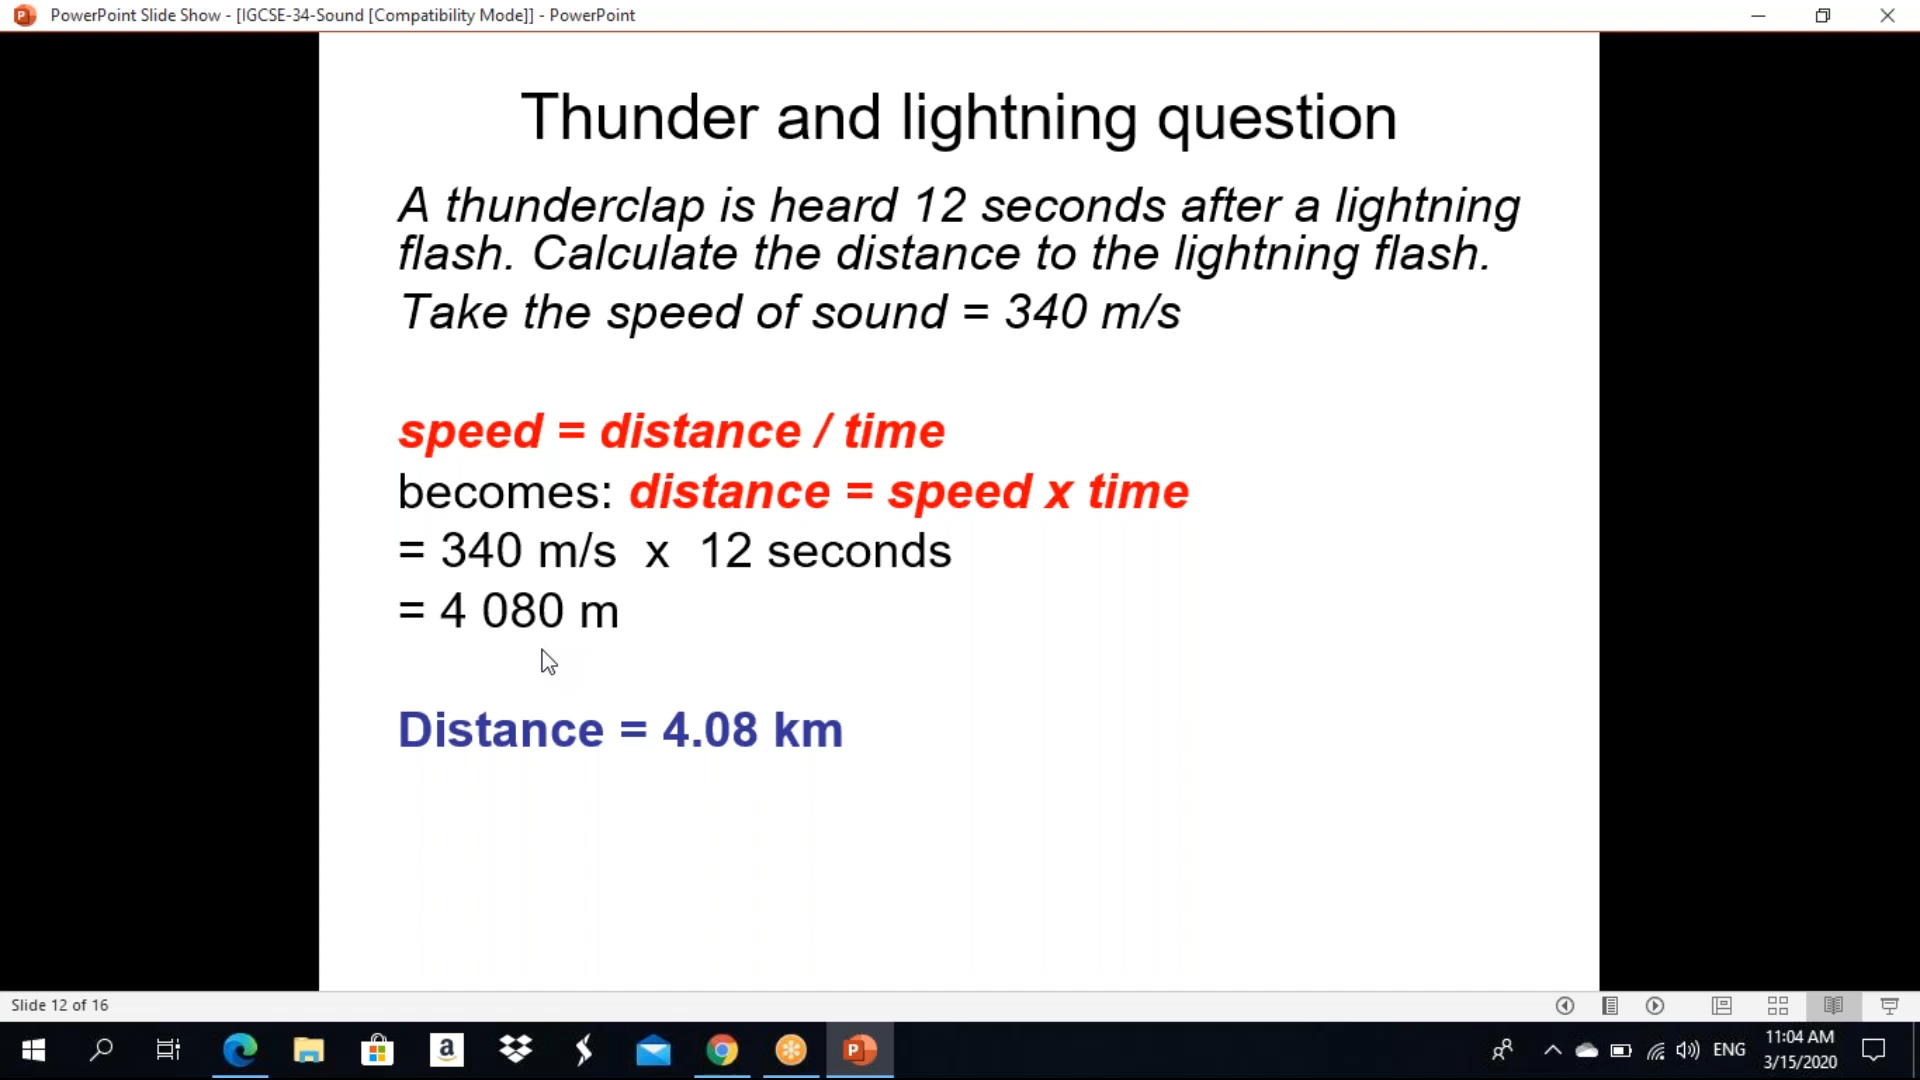 PowerPoint Slide Show - [IGCSE-34-Sound [Compatibility Mode]] - PowerPoint
Thunder and lightning question
A thunderclap is heard 12 seconds after a lightning
flash. Calculate the distance to the lightning flash.
Take the speed of sound = 340 m/s
speed = distance / time
becomes: distance = speed x time
= 340 m/s x 12 seconds
= 4 080 m
Distance = 4.08 km
Slide 12 of 16
ENG
11:04 AM
3/15/2020